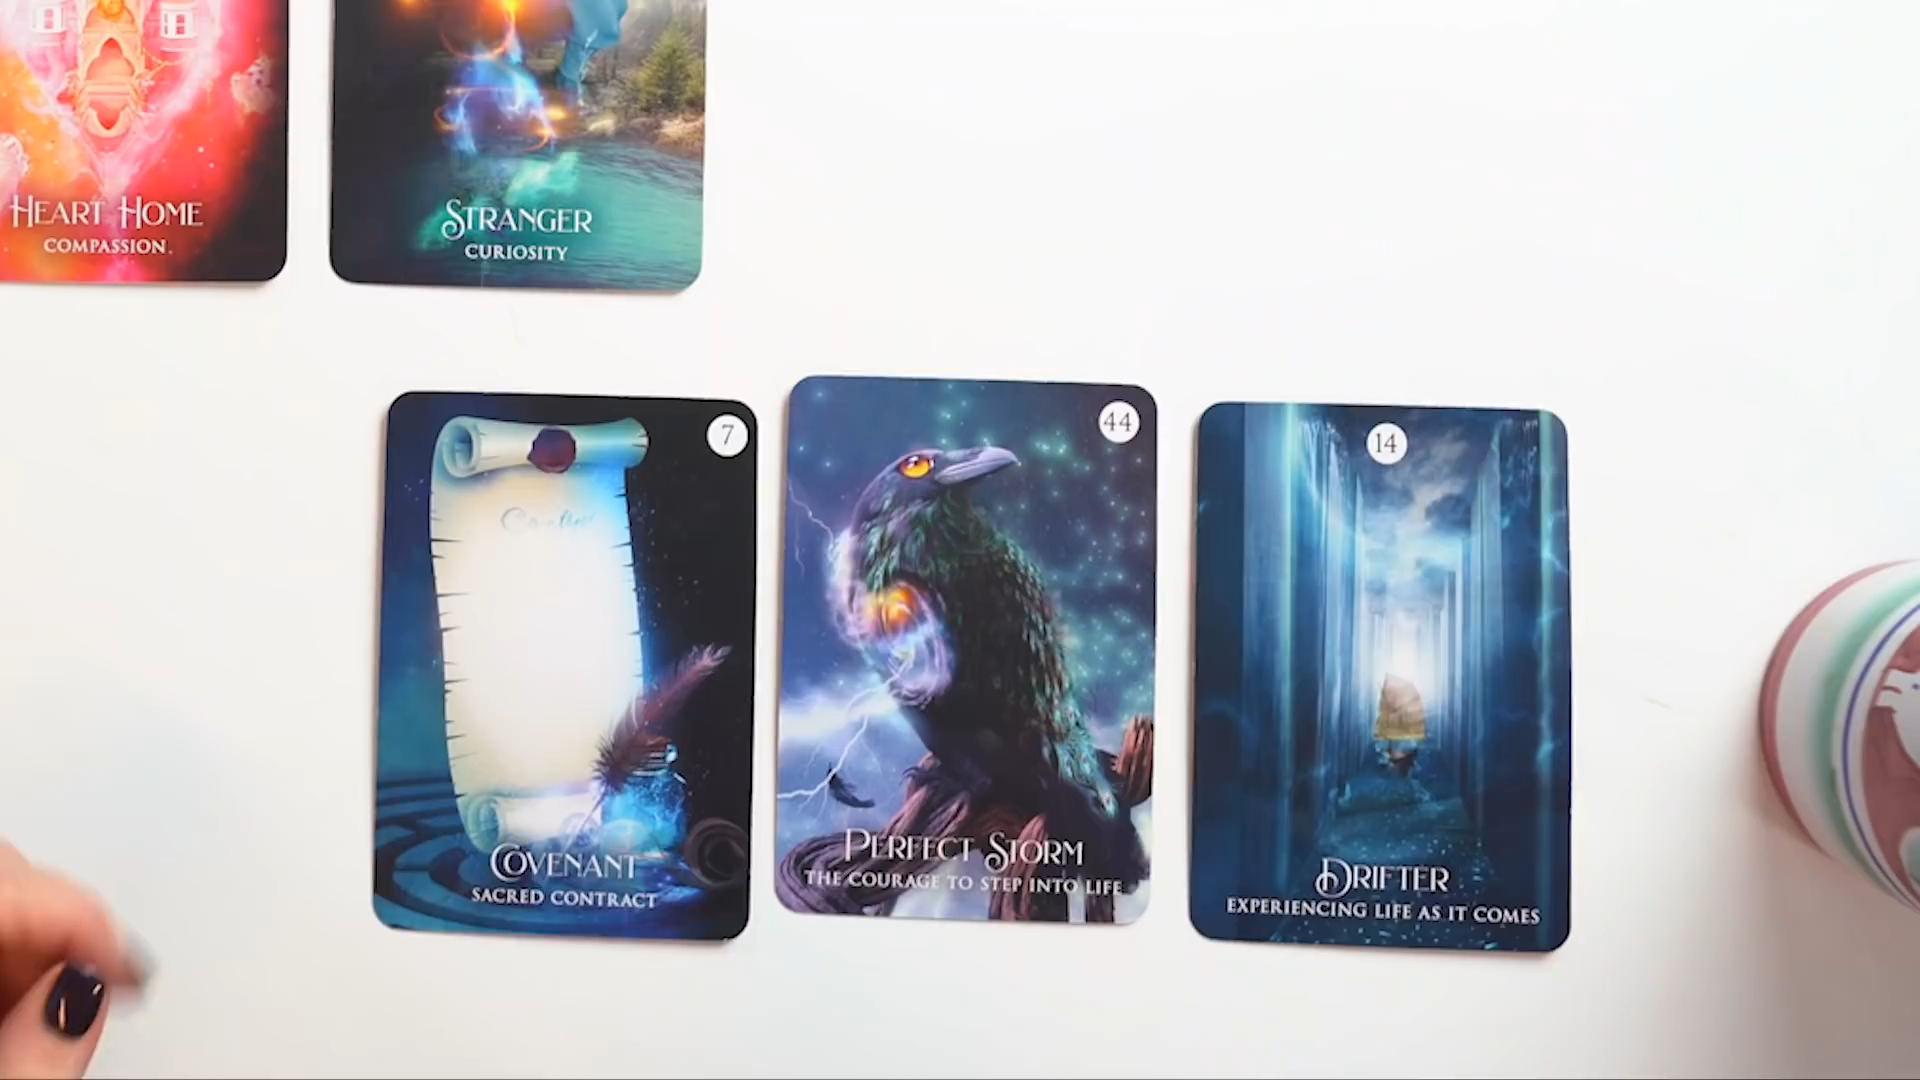 HEART HOME
COMPASSION
STRANGER
CURIOSITY
7
COVENANT
SACRED CONTRACT
44
PERFECT STORM
THE COURAGE TO STEP INTO LIFE
14
DRIFTER
EXPERIENCING LIFE AS IT COMES